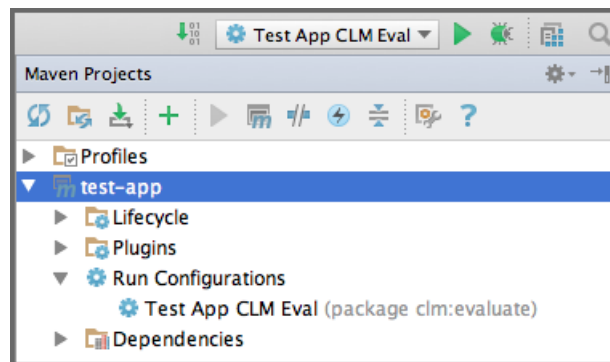 Test App CLM Eval
Maven Projects
Profiles
test-app
Lifecycle
Plugins
Run Configurations
Test App CLM Eval (package clm:evaluate)
Dependencies